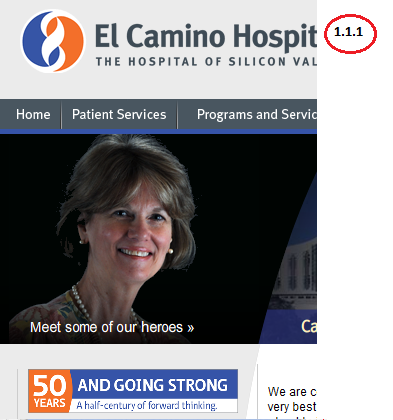 El Camino Hospit
1.1.1
THE HOSPITAL OF SILICON VAL
Home Patient Services Programs and Servic
Meet some of our heroes »
Ca
50 YEARS AND GOING STRONG
A half-century of forward thinking.
We are c
very best